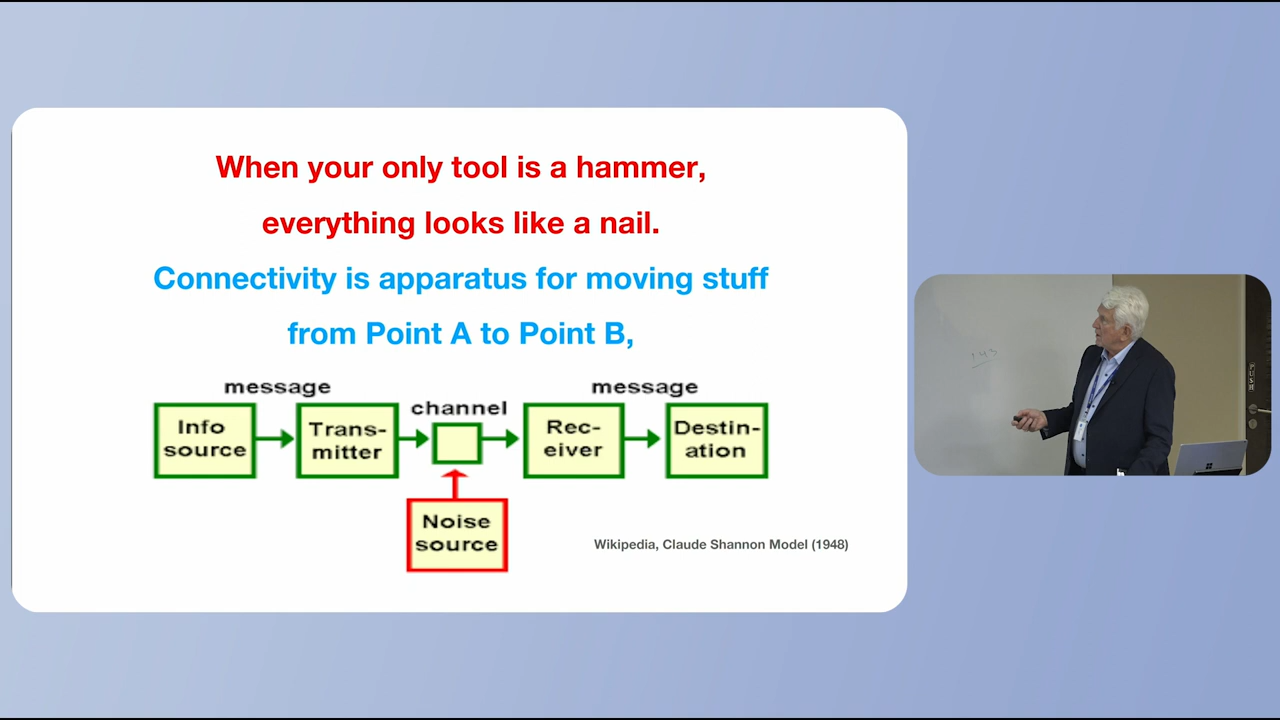 When your only tool is a hammer,
everything looks like a nail.
Connectivity is apparatus for moving stuff
from Point A to Point B,
message
message
channel
Info
source
Trans-
mitter
Rec-
eiver
Destin-
ation
Noise
source
Wikipedia, Claude Shannon Model (1948)
143